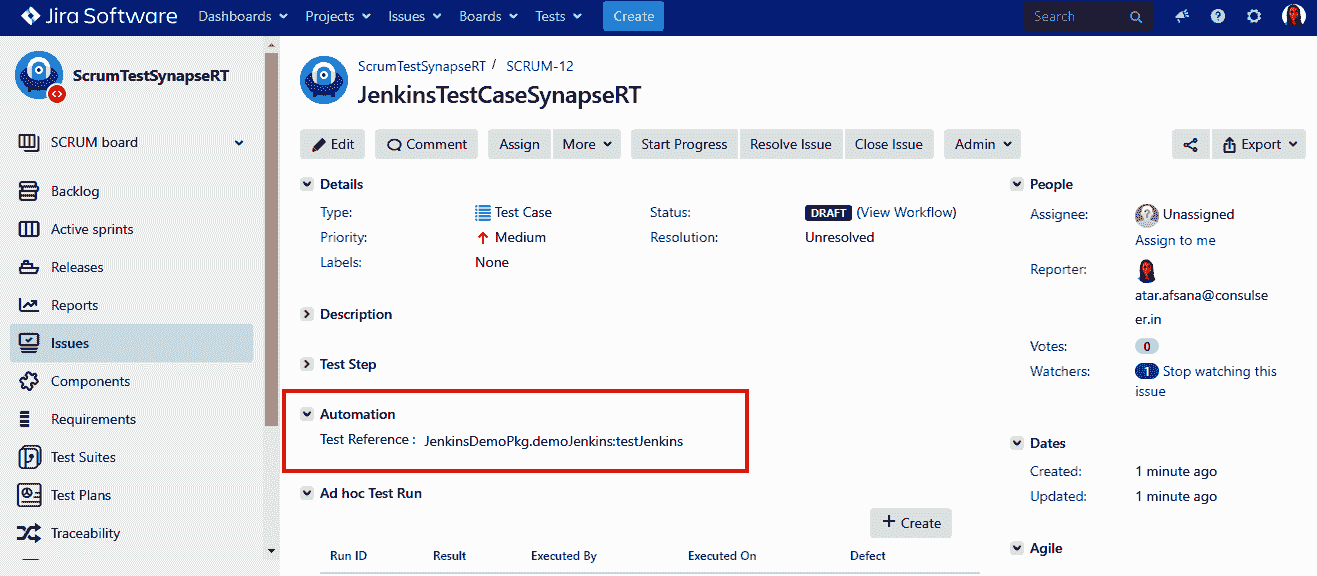 Jira Software Dashboards Projects Issues Boards Tests Create Search
ScrumTestSynapseRT
SCRUM board
Backlog
Active sprints
Releases
Reports
Issues
Components
Requirements
Test Suites
Test Plans
Traceability
ScrumTestSynapseRT / SCRUM-12
JenkinsTestCaseSynapseRT
Edit Comment Assign More Start Progress Resolve Issue Close Issue Admin Export
Details
Type: Test Case Status: DRAFT (View Workflow)
Priority: Medium Resolution: Unresolved
Labels: None
Description
Test Step
Automation
Test Reference : JenkinsDemoPkg.demoJenkins:testJenkins
Ad hoc Test Run
+ Create
Run ID Result Executed By Executed On Defect
People
Assignee: Unassigned
Assign to me
Reporter:
atar.afsana@consulse
er.in
Votes: 0
Watchers: 1 Stop watching this
issue
Dates
Created: 1 minute ago
Updated: 1 minute ago
Agile